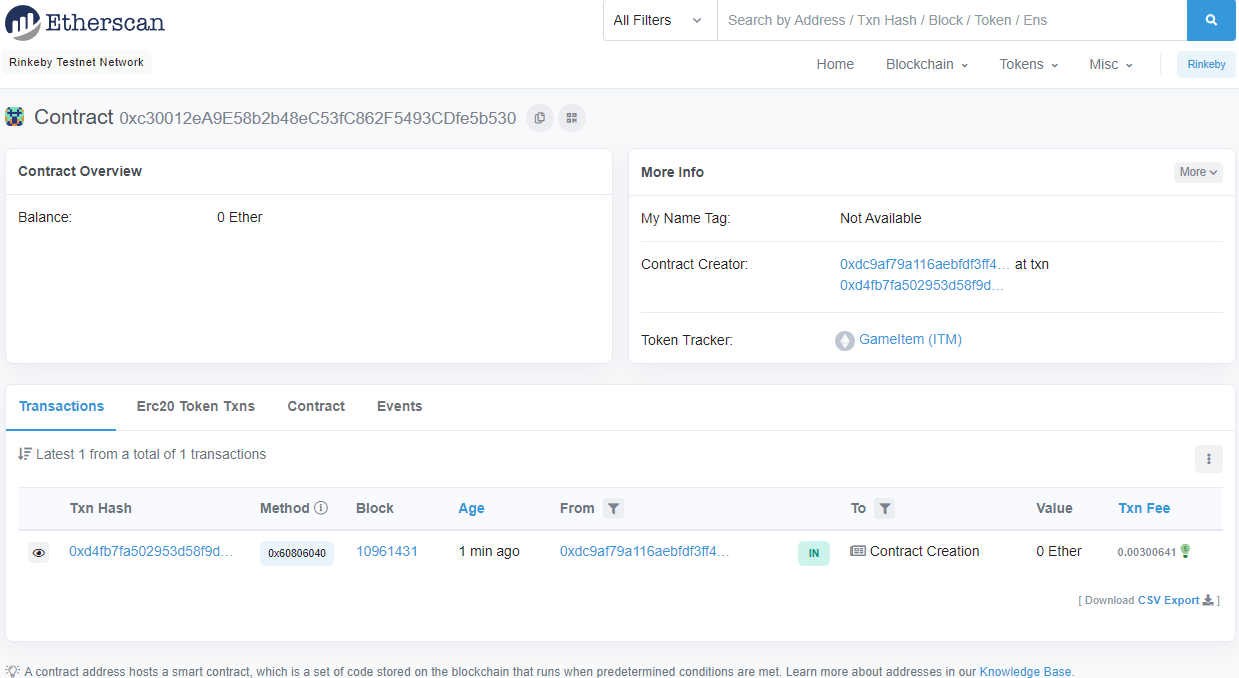 Etherscan
All Filters Search by Address / Txn Hash / Block / Token / Ens
Rinkeby Testnet Network
Home Blockchain Tokens Misc Rinkeby
Contract 0xc30012eA9E58b2b48eC53fC862F5493CDfe5b530
Contract Overview
Balance: 0 Ether
More Info More
My Name Tag: Not Available
Contract Creator: 0xdc9af79a116aebfdf3ff4... at txn
0xd4fb7fa502953d58f9d...
Token Tracker: GameItem (ITM)
Transactions Erc20 Token Txns Contract Events
Latest 1 from a total of 1 transactions
Txn Hash Method Block Age From To Value Txn Fee
0xd4fb7fa502953d58f9d... 0x60806040 10961431 1 min ago 0xdc9af79a116aebfdf3ff4... IN Contract Creation 0 Ether 0.00300641
[ Download CSV Export ]
A contract address hosts a smart contract, which is a set of code stored on the blockchain that runs when predetermined conditions are met. Learn more about addresses in our Knowledge Base.